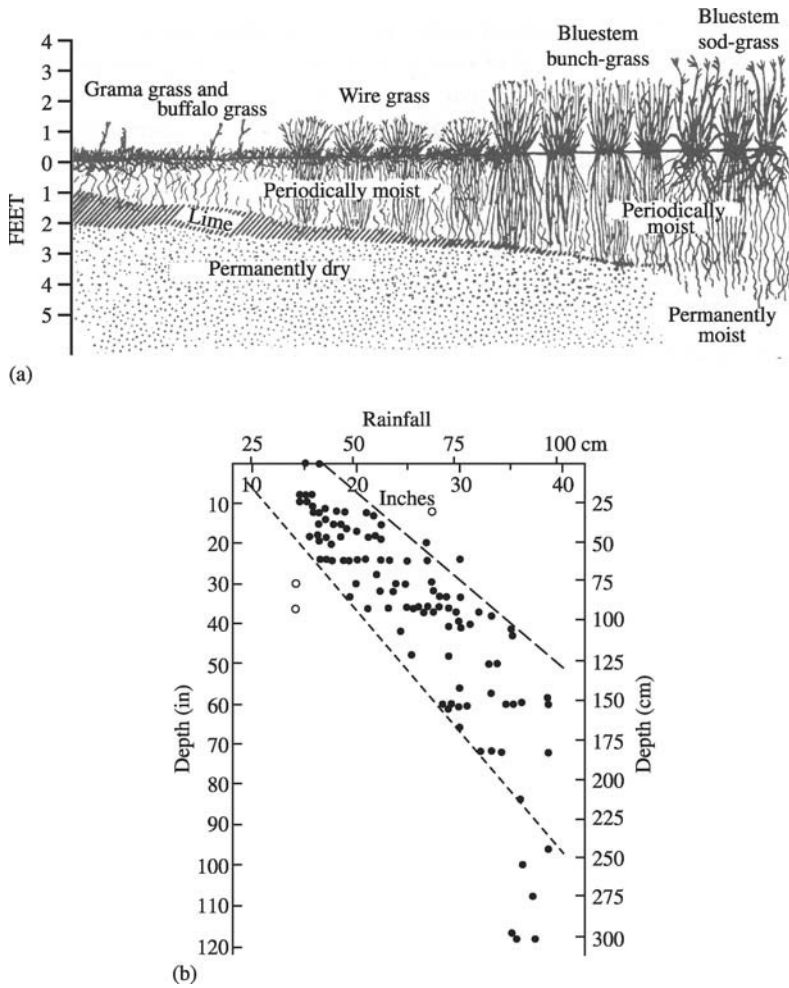 Bluestem
sod-grass
Bluestem
bunch-grass
Grama grass and
buffalo grass
Wire grass
4
3
2
1
0
1
2
3
4
5
FEET
Periodically moist
Periodically
moist
Lime
Permanently dry
Permanently
moist
(a)
Rainfall
25 50 75 100 cm
10 20 30 40
Inches
10
20
30
40
50
60
70
80
90
100
110
120
Depth (in)
25
50
75
100
125
150
175
200
225
250
275
300
Depth (cm)
(b)